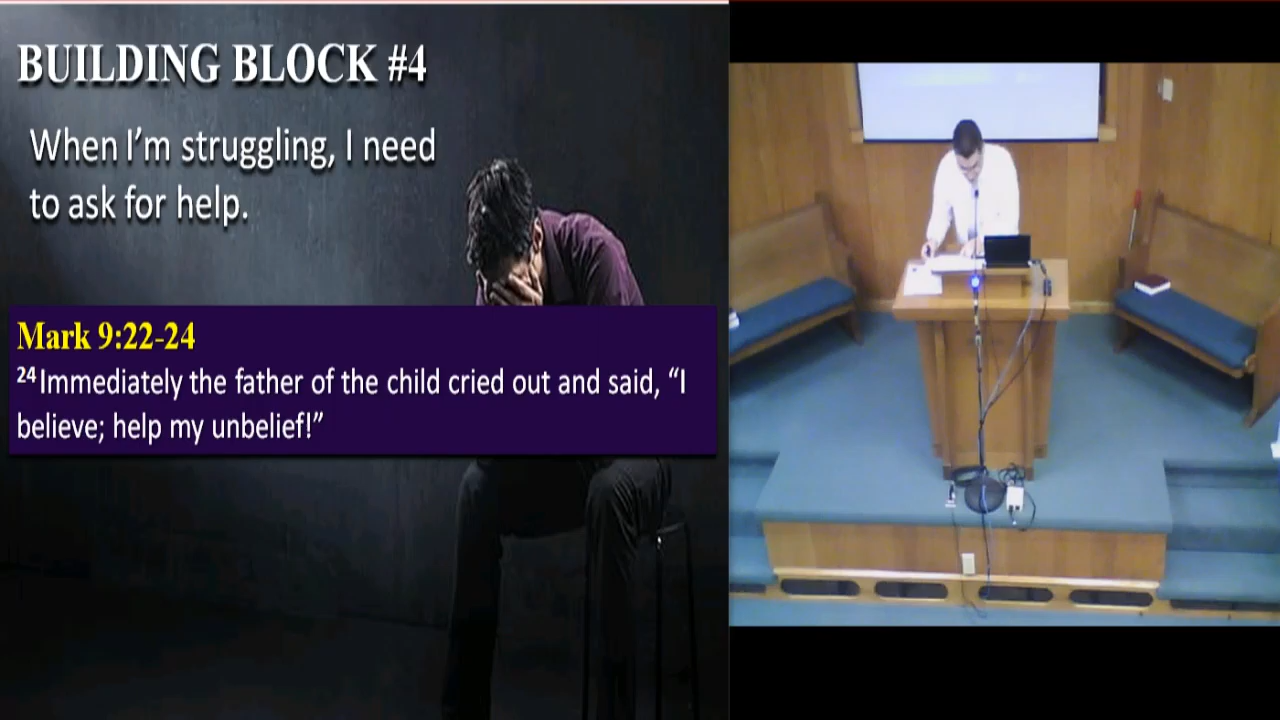 BUILDING BLOCK #4
When I’m struggling, I need
to ask for help.
Mark 9:22-24
24 Immediately the father of the child cried out and said, “I
believe; help my unbelief!”